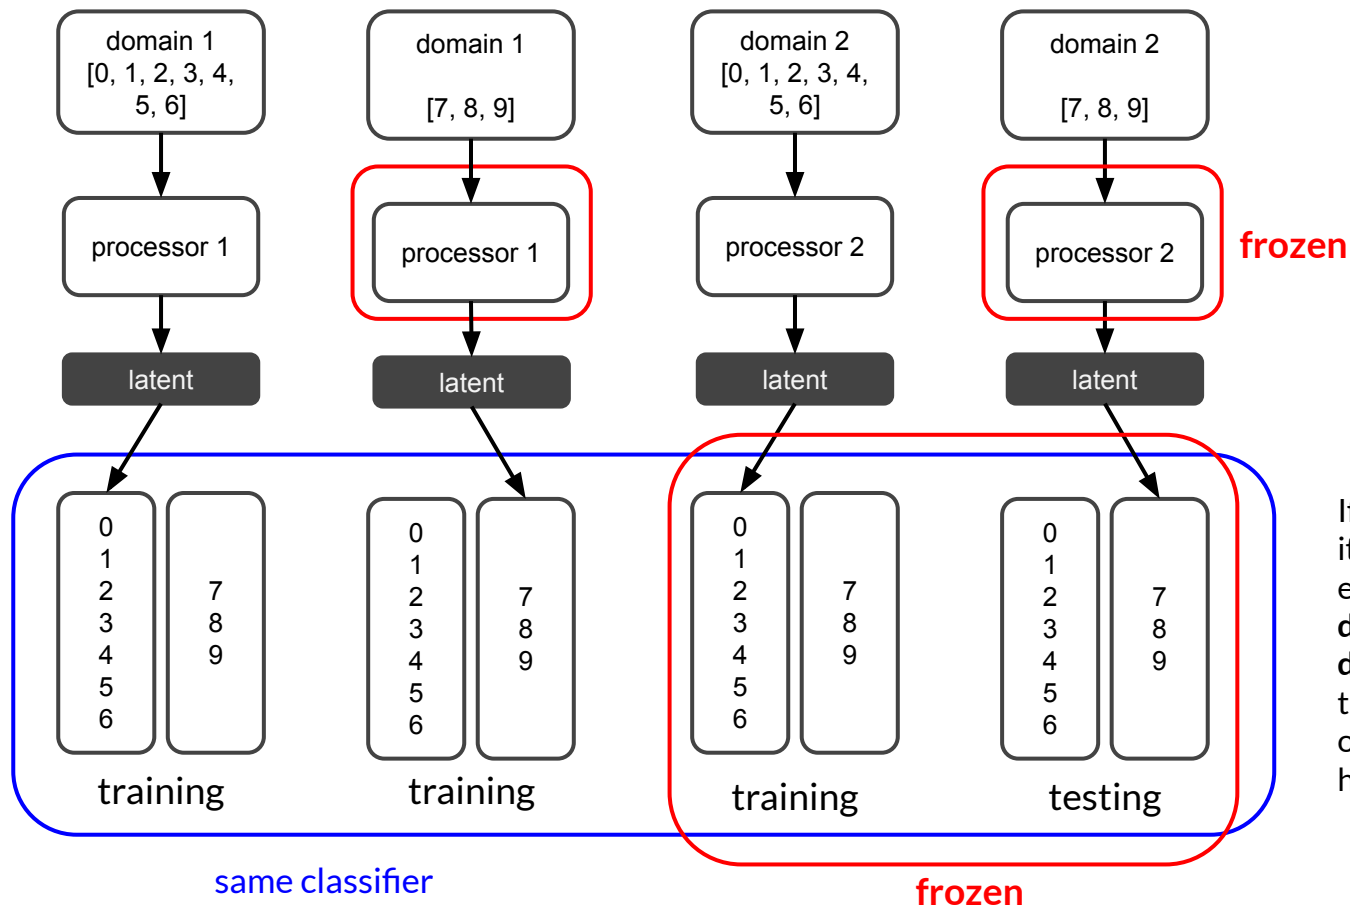 domain 1
[0, 1, 2, 3, 4,
5, 6]
processor 1
latent
0
1
2
3
4
5
6
7
8
9
training
domain 1
[7, 8, 9]
processor 1
latent
0
1
2
3
4
5
6
7
8
9
training
domain 2
[0, 1, 2, 3, 4,
5, 6]
processor 2
latent
0
1
2
3
4
5
6
7
8
9
training
domain 2
[7, 8, 9]
processor 2
frozen
latent
0
1
2
3
4
5
6
7
8
9
testing
same classifier
frozen